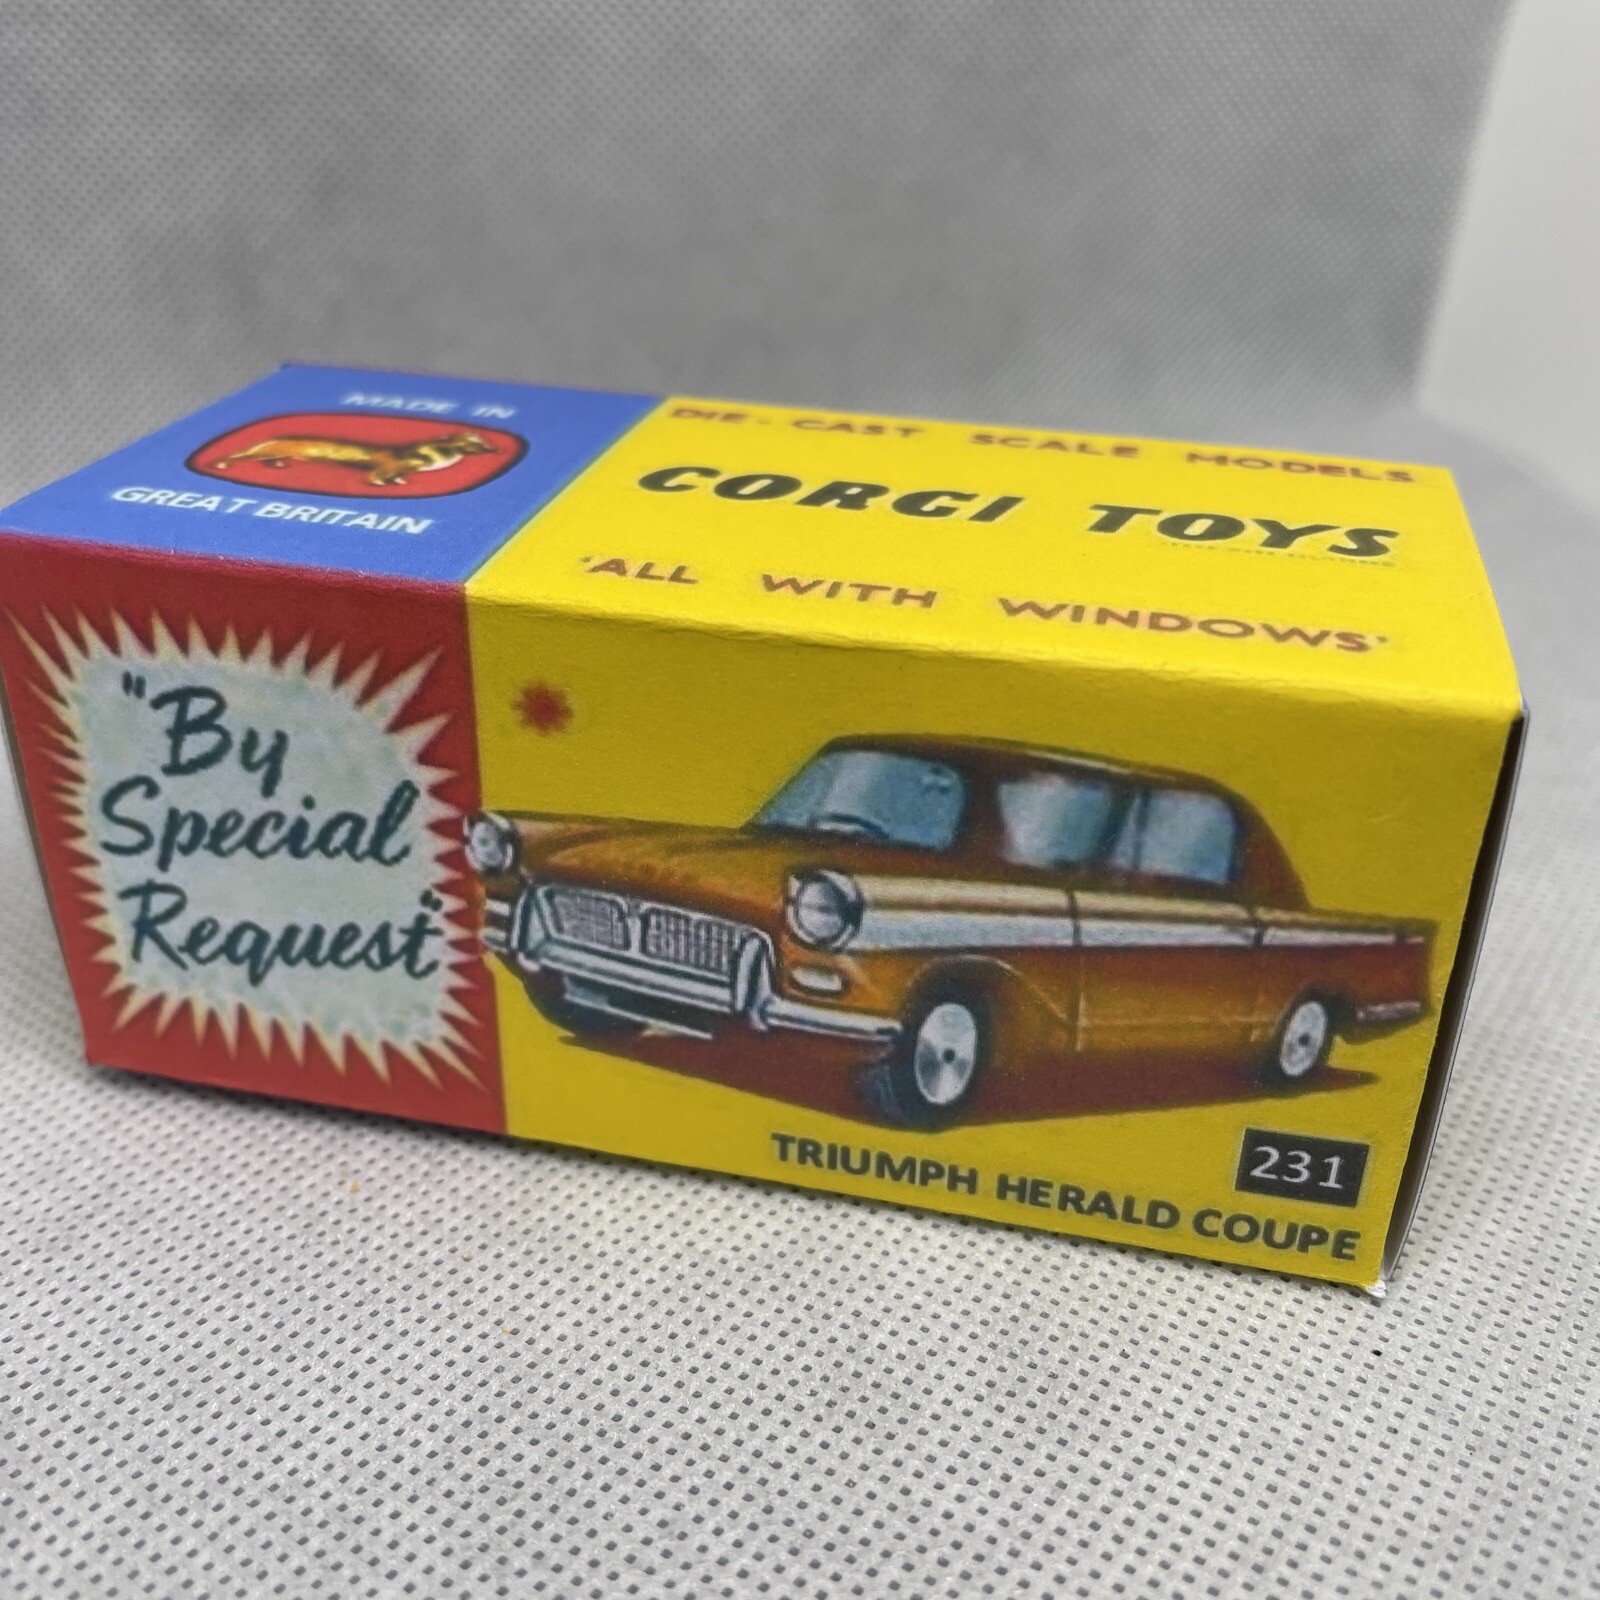 MADE IN
GREAT BRITAIN
DIE-CAST SCALE MODELS
CORGI TOYS
'ALL WITH WINDOWS'
"By
Special
Request"
231
TRIUMPH HERALD COUPE